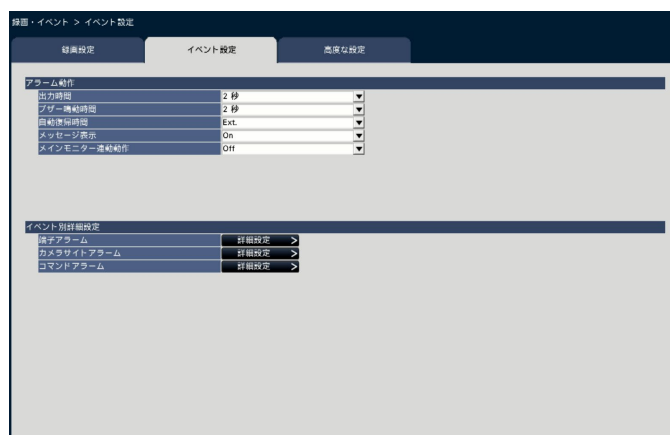 録画・イベント > イベント設定
録画設定 イベント設定 高度な設定
アラーム動作
出力時間 2 秒
ブザー鳴動時間 2 秒
自動復帰時間 Ext.
メッセージ表示 On
メインモニター連動動作 Off
イベント別詳細設定
端子アラーム 詳細設定 >
カメラサイトアラーム 詳細設定 >
コマンドアラーム 詳細設定 >